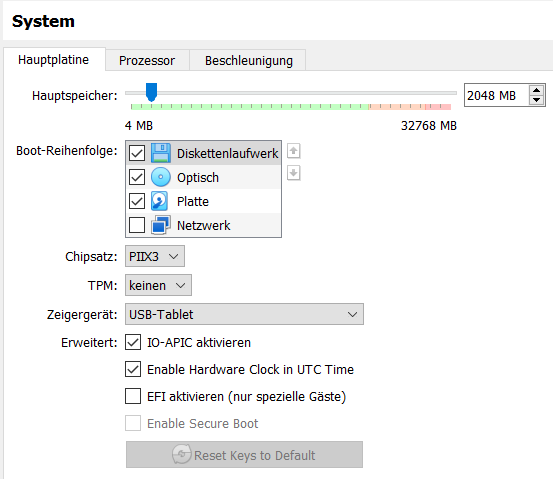 System
Hauptplatine Prozessor Beschleunigung
Hauptspeicher: 2048 MB
4 MB 32768 MB
Boot-Reihenfolge: Diskettenlaufwerk
Optisch
Platte
Netzwerk
Chipsatz: PIIX3
TPM: keinen
Zeigergerät: USB-Tablet
Erweitert: IO-APIC aktivieren
Enable Hardware Clock in UTC Time
EFI aktivieren (nur spezielle Gäste)
Enable Secure Boot
Reset Keys to Default